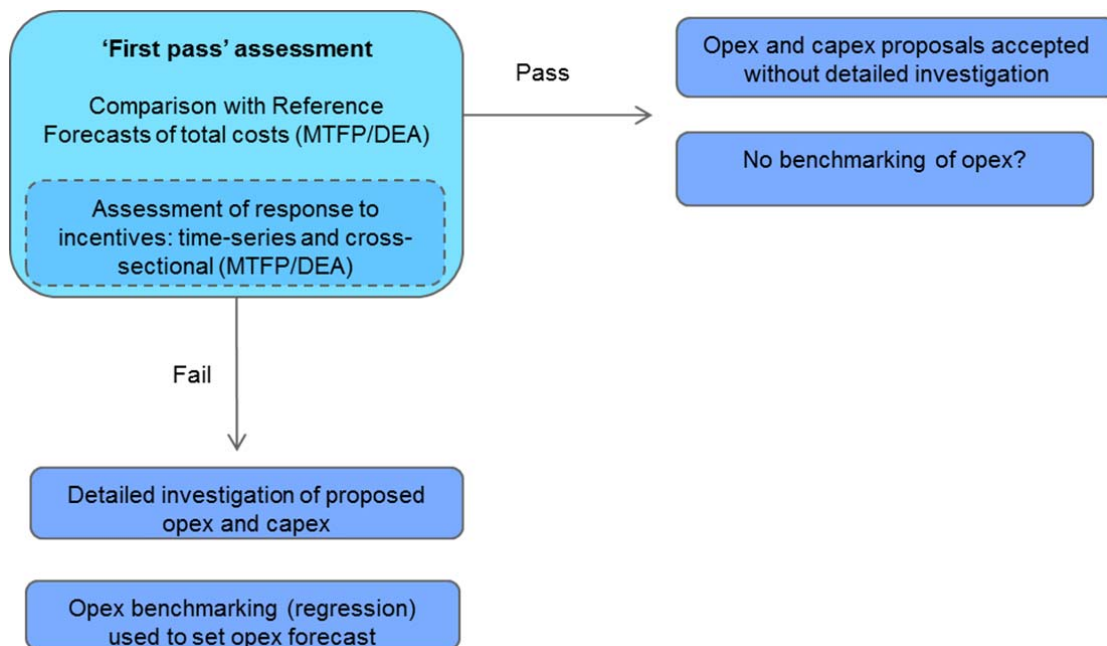 ‘First pass’ assessment
Comparison with Reference
Forecasts of total costs (MTFP/DEA)
Assessment of response to
incentives: time-series and cross-
sectional (MTFP/DEA)
Pass
Opex and capex proposals accepted
without detailed investigation
No benchmarking of opex?
Fail
Detailed investigation of proposed
opex and capex
Opex benchmarking (regression)
used to set opex forecast